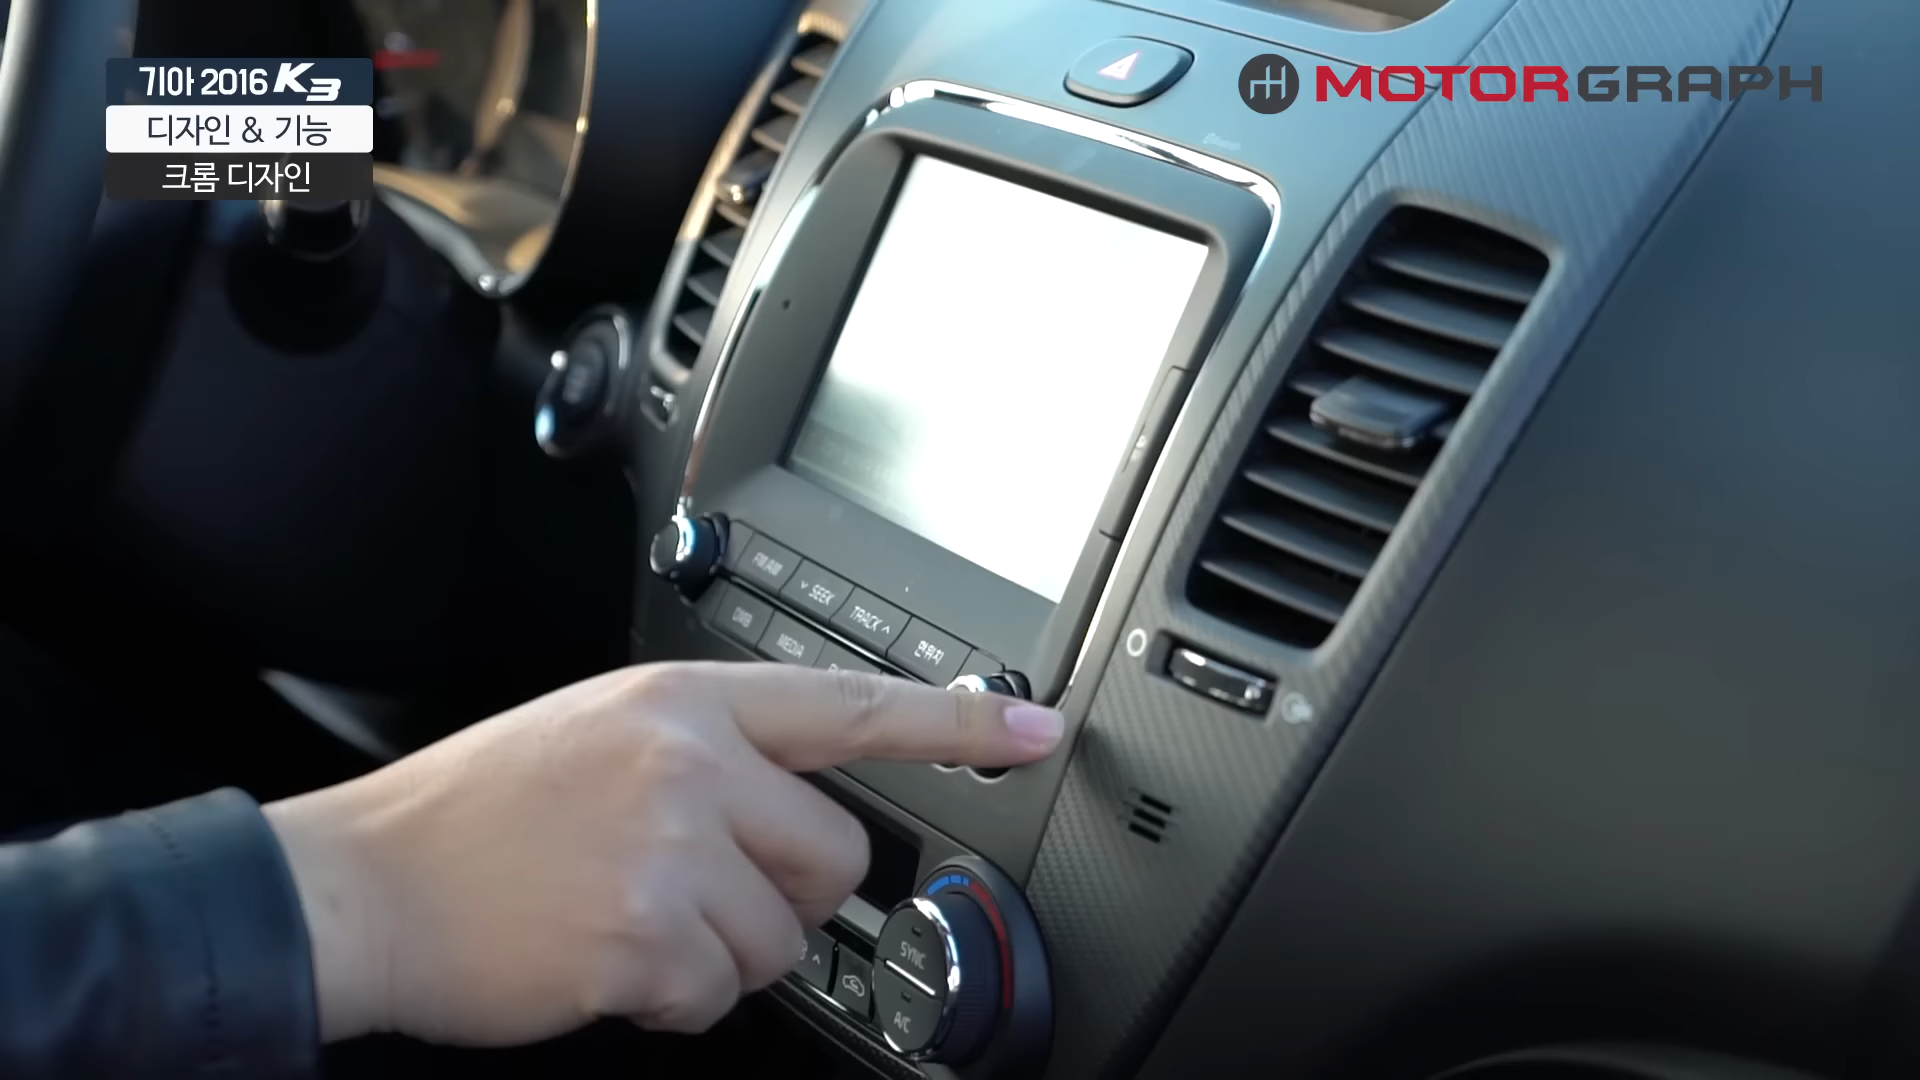 기아 2016 K3
디자인 & 기능
크롬 디자인
MOTORGRAPH
FM/AM
∨ SEEK
TRACK ∧
현위치
DMB
MEDIA
SYNC
A/C